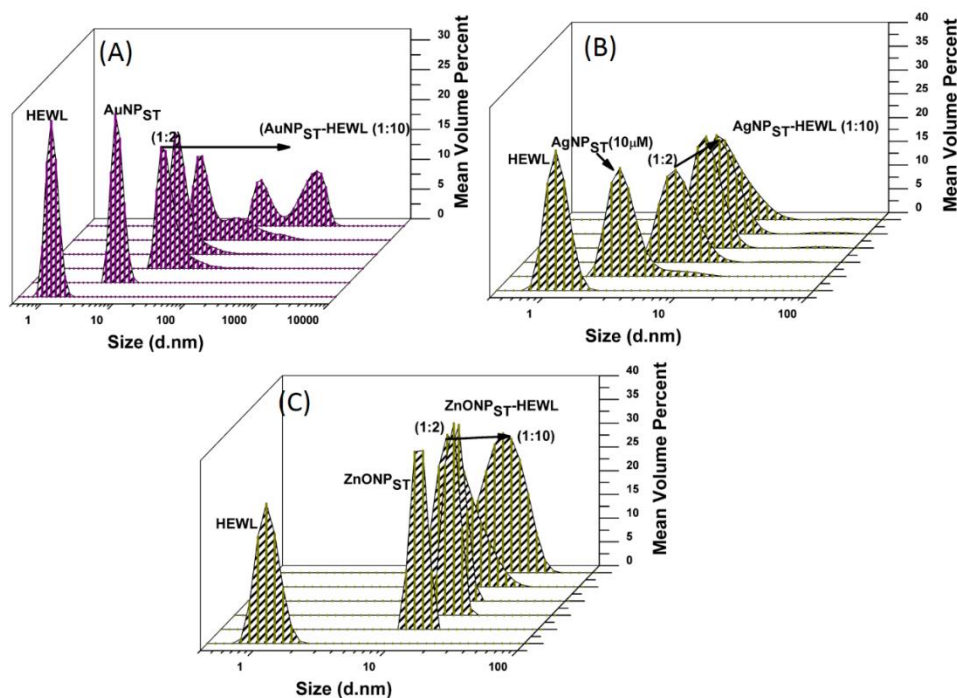 (A)
HEWL
AuNPST
(1:2)
(AuNPST-HEWL (1:10)
30
25
20
15
10
5
0
Mean Volume Percent
1 10 100 1000 10000
Size (d.nm)
(B)
HEWL
AgNPST(10μM)
(1:2)
AgNPST-HEWL (1:10)
40
35
30
25
20
15
10
5
0
Mean Volume Percent
1 10 100
Size (d.nm)
(C)
ZnONPST-HEWL
(1:2) (1:10)
ZnONPST
HEWL
40
35
30
25
20
15
10
5
0
Mean Volume Percent
1 10 100
Size (d.nm)